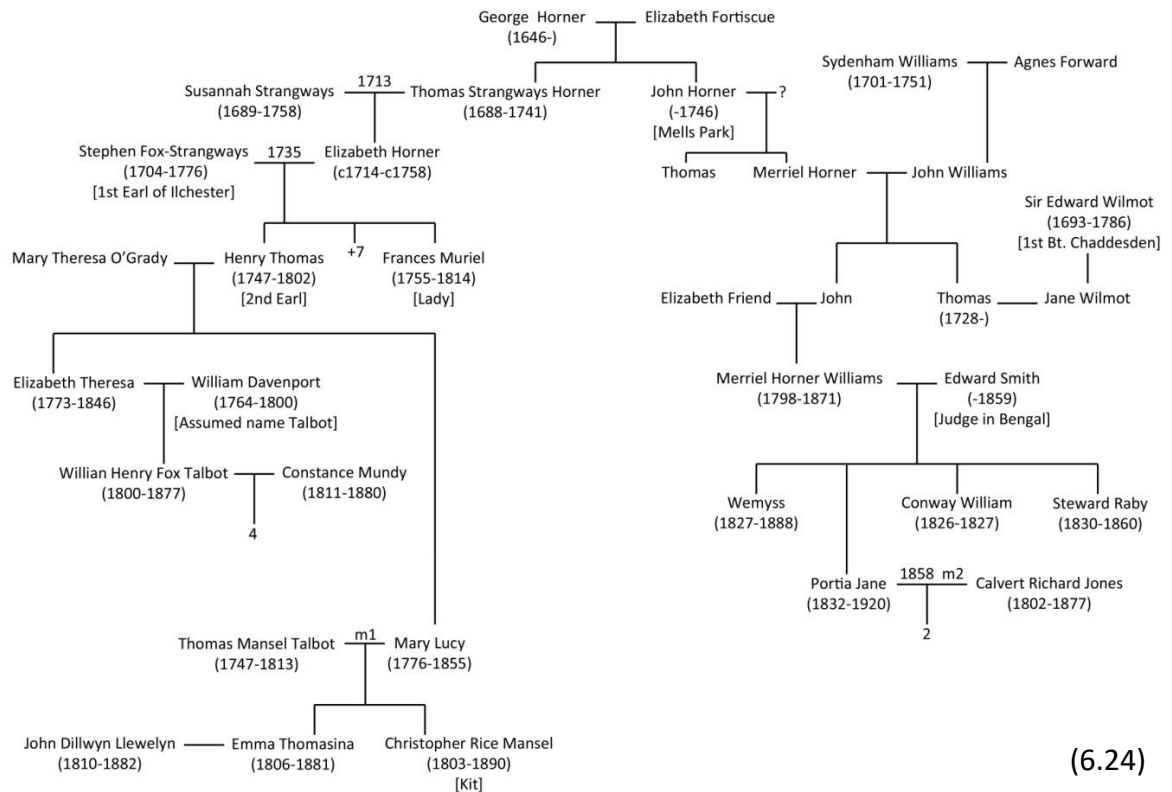 George  Horner
Elizabeth Fortiscue
(1646-)
Sydenham Williams
Agnes Forward
(1701-1751)
Susannah Strangways
1713
Thomas Strangways Horner
John Horner
?
(1689-1758)
(1688-1741)
(-1746)
[Mells Park]
Stephen Fox-Strangways
1735
Elizabeth Horner
(1704-1776)
(c1714-c1758)
[1st Earl of Ilchester]
Thomas
Merriel Horner
John Williams
Sir Edward Wilmot
(1693-1786)
[1st Bt. Chaddesden]
Mary Theresa O'Grady
Henry Thomas
+7
Frances Muriel
(1747-1802)
(1755-1814)
[2nd Earl]
[Lady]
Elizabeth Friend
John
Thomas
Jane Wilmot
(1728-)
Elizabeth Theresa
William Davenport
(1773-1846)
(1764-1800)
[Assumed name Talbot]
Merriel Horner Williams
Edward Smith
(1798-1871)
(-1859)
[Judge in Bengal]
Willian Henry Fox Talbot
Constance Mundy
(1800-1877)
(1811-1880)
4
Wemyss
Conway William
Steward Raby
(1827-1888)
(1826-1827)
(1830-1860)
Portia Jane
1858  m2
Calvert Richard Jones
(1832-1920)
(1802-1877)
2
Thomas Mansel Talbot
m1
Mary Lucy
(1747-1813)
(1776-1855)
John Dillwyn Llewelyn
Emma Thomasina
Christopher Rice Mansel
(1810-1882)
(1806-1881)
(1803-1890)
[Kit]
(6.24)